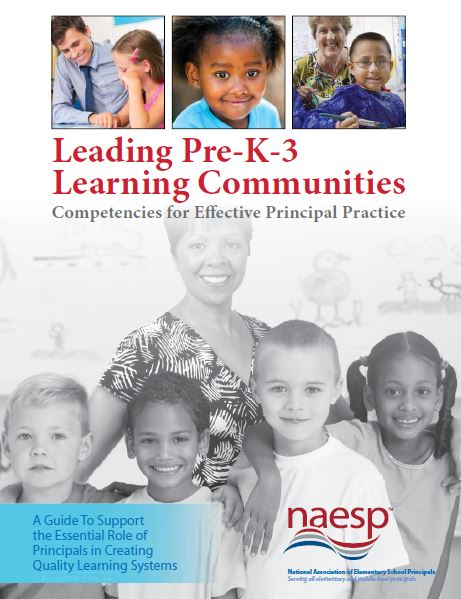 Leading Pre-K-3
Learning Communities
Competencies for Effective Principal Practice
A Guide To Support
the Essential Role of
Principals in Creating
Quality Learning Systems
naesp™
National Association of Elementary School Principals
Serving all elementary and middle-level principals